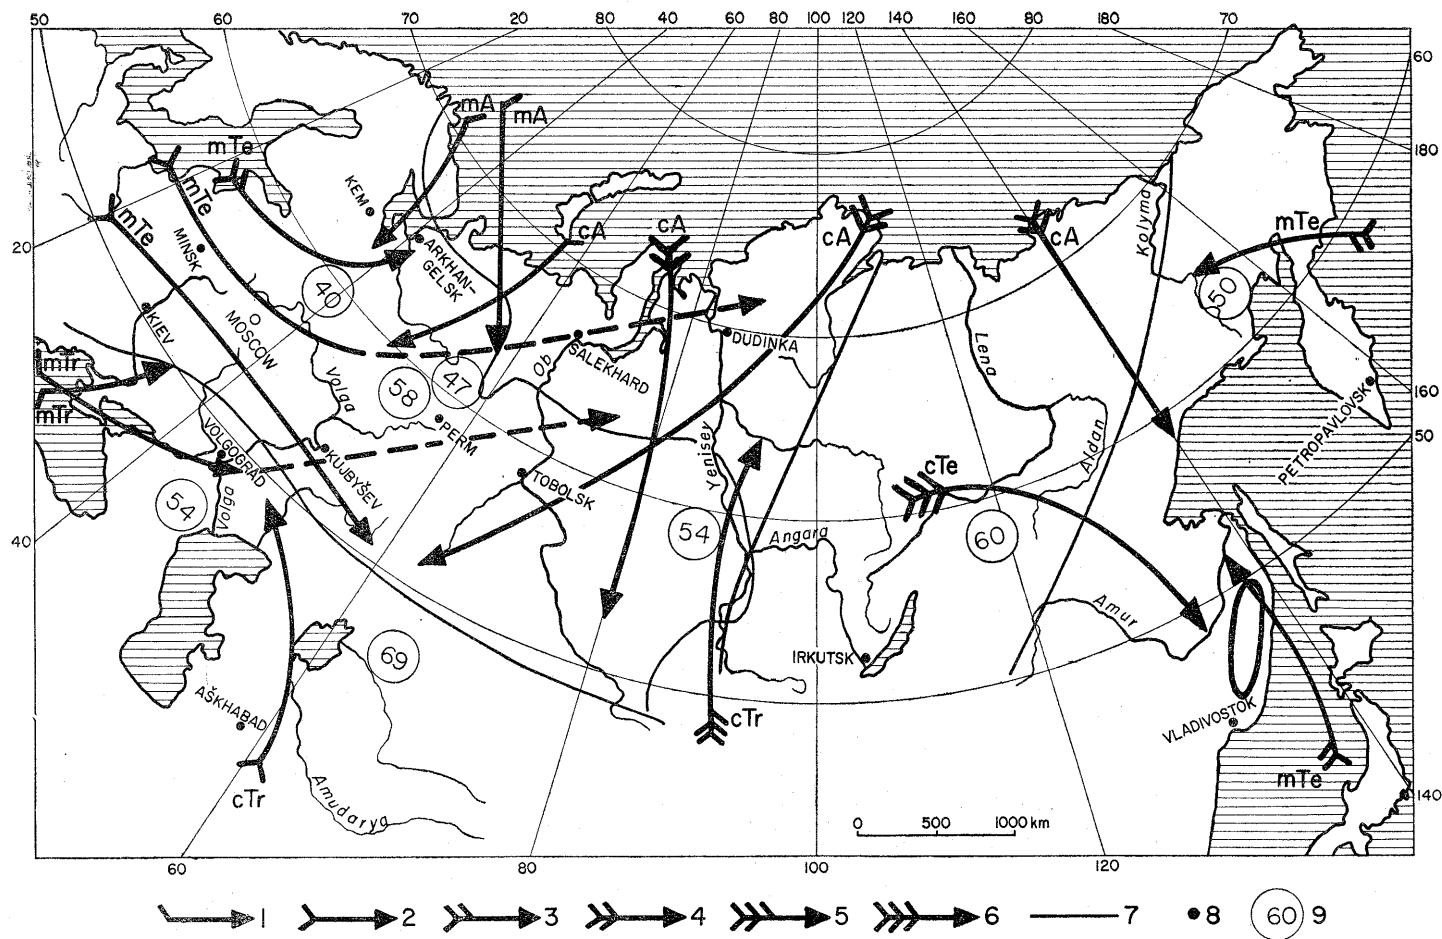 50 60 70 20 80 40 60 80 100 120 140 160 80 180 70
60
mA
mA
mTe
180
KEM
mTe
Kolyma
mTe
cA
cA
cA
cA
mTe
20
MINSK
ARKHAN-
GELSK
40
50
KIEV
MOSCOW
DUDINKA
Lena
SALEKHARD
Ob
mTr
Volga
58
47
160
mTr
PERM
PETROPAVLOVSK
VOLGOGRAD
Yenisey
Aldan
50
KUJBYŠEV
TOBOLSK
cTe
54
Volga
54
Angara
60
40
Amur
69
IRKUTSK
AŠKHABAD
cTr
VLADIVOSTOK
cTr
Amudarya
mTe
140
0 500 1000 km
60 80 100 120
1 2 3 4 5 6 7 8 60 9